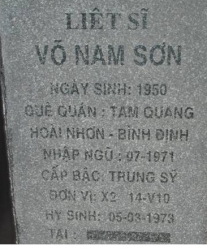 LIỆT SĨ
VÕ NAM SƠN
NGÀY SINH: 1950
QUÊ QUÁN : TAM QUANG
HOÀI NHƠN - BÌNH ĐỊNH
NHẬP NGŨ : 07-1971
CẤP BẬC: TRUNG SỸ
ĐƠN VỊ: X2 14-V10
HY SINH: 05-03-1973
TẠI :